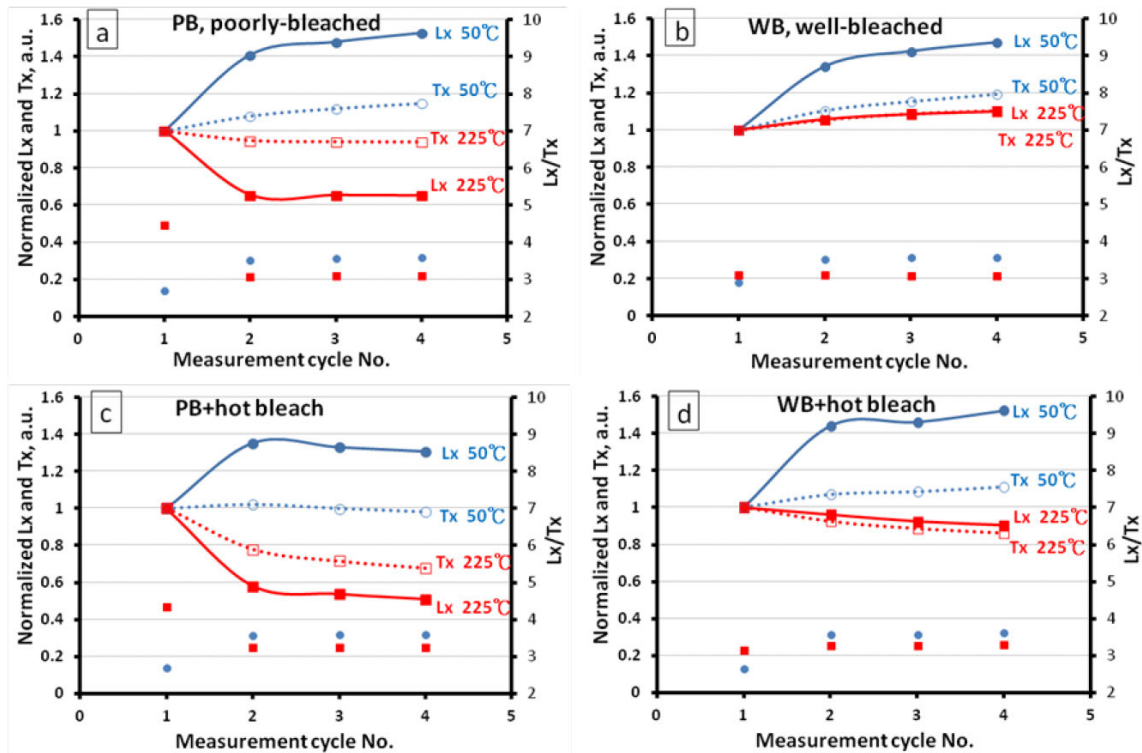 a
PB, poorly-bleached
1.6
1.4
1.2
1
0.8
0.6
0.4
0.2
0
Normalized Lx and Tx, a.u.
Lx 50℃
Tx 50℃
Tx 225℃
Lx 225℃
10
9
8
7
6
5
4
3
2
Lx/Tx
0 1 2 3 4 5
Measurement cycle No.
b
WB, well-bleached
1.6
1.4
1.2
1
0.8
0.6
0.4
0.2
0
Normalized Lx and Tx, a.u.
Lx 50℃
Tx 50℃
Lx 225℃
Tx 225℃
10
9
8
7
6
5
4
3
2
Lx/Tx
0 1 2 3 4 5
Measurement cycle No.
c
PB+hot bleach
1.6
1.4
1.2
1
0.8
0.6
0.4
0.2
0
Normalized Lx and Tx, a.u.
Lx 50℃
Tx 50℃
Tx 225℃
Lx 225℃
10
9
8
7
6
5
4
3
2
Lx/Tx
0 1 2 3 4 5
Measurement cycle No.
d
WB+hot bleach
1.6
1.4
1.2
1
0.8
0.6
0.4
0.2
0
Normalized Lx and Tx, a.u.
Lx 50℃
Tx 50℃
Lx 225℃
Tx 225℃
10
9
8
7
6
5
4
3
2
Lx/Tx
0 1 2 3 4 5
Measurement cycle No.